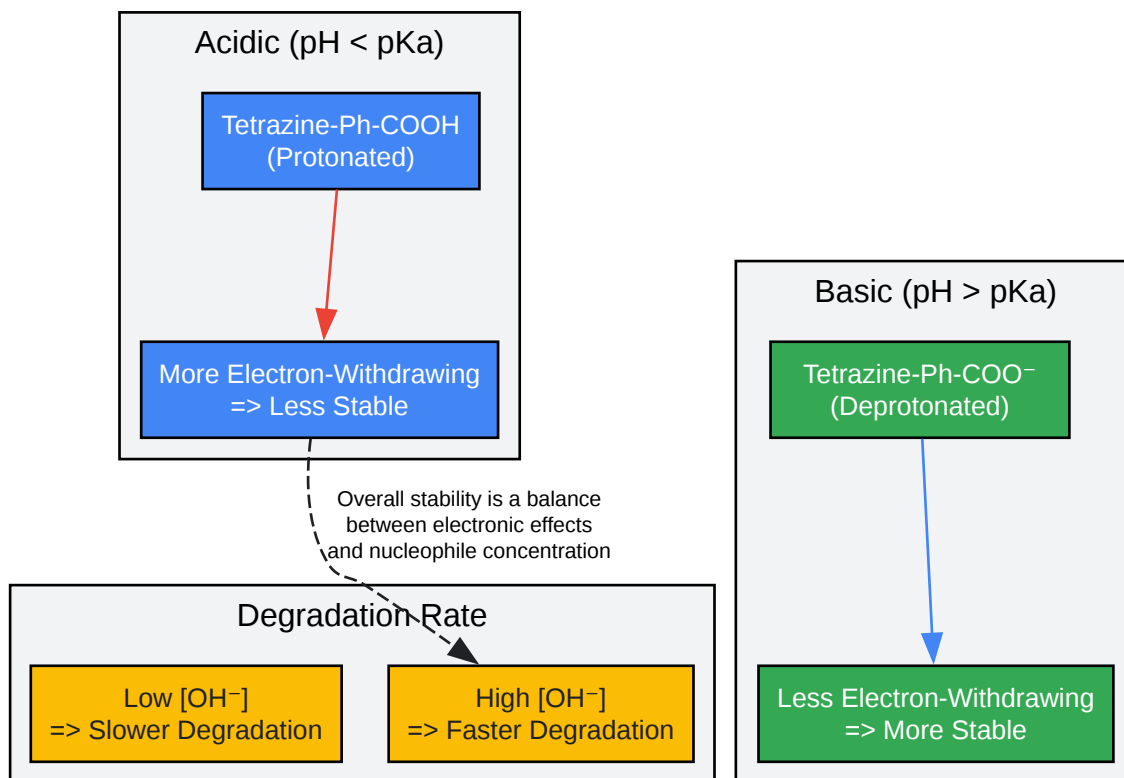 Acidic (pH < pKa)
Tetrazine-Ph-COOH
(Protonated)
More Electron-Withdrawing
=> Less Stable
Basic (pH > pKa)
Tetrazine-Ph-COO⁻
(Deprotonated)
Less Electron-Withdrawing
=> More Stable
Overall stability is a balance
between electronic effects
and nucleophile concentration
Degradation Rate
Low [OH⁻]
=> Slower Degradation
High [OH⁻]
=> Faster Degradation